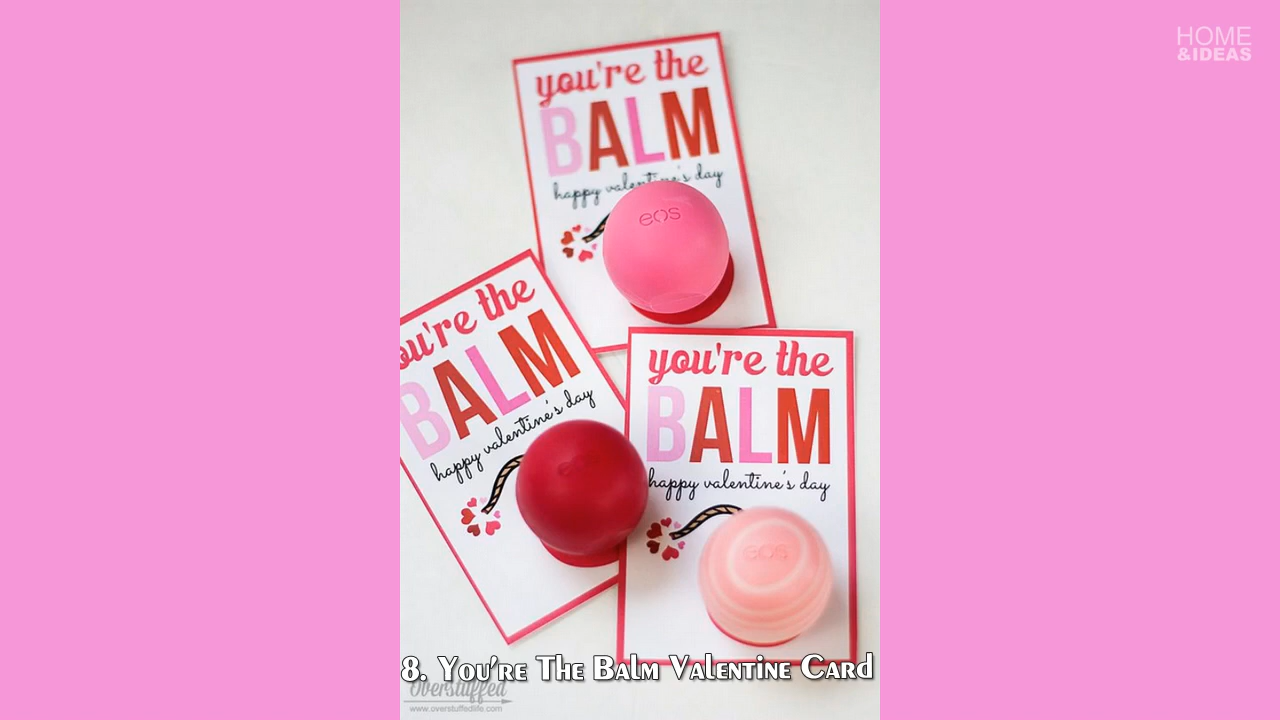 HOME
&IDEAS
you're the
BALM
happy valentine's day
eos
you're the
BALM
happy valentine's day
eos
you're the
BALM
happy valentine's day
eos
8. You're The Balm Valentine Card
Overstuffed
www.overstuffedlife.com